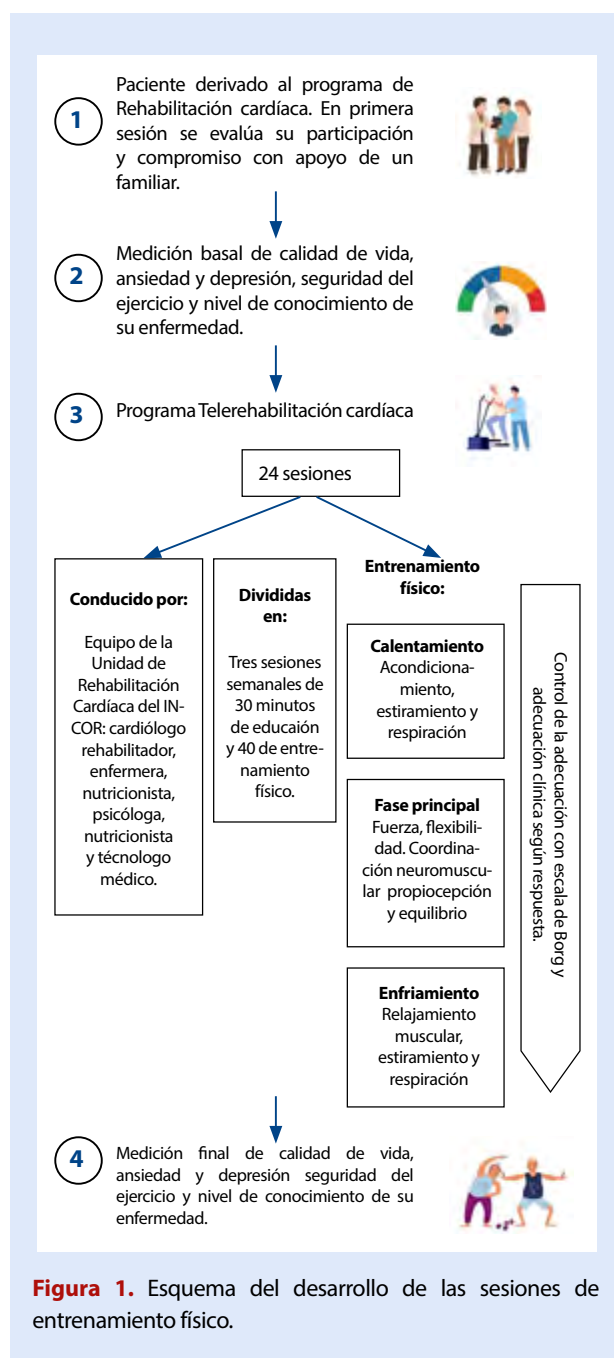 1
Paciente derivado al programa de
Rehabilitación cardíaca. En primera
sesión se evalúa su participación
y compromiso con apoyo de un
familiar.
2
Medición basal de calidad de vida,
ansiedad y depresión, seguridad del
ejercicio y nivel de conocimiento de
su enfermedad.
3
Programa Telerehabilitación cardíaca
24 sesiones
Conducido por:
Equipo de la
Unidad de
Rehabilitación
Cardíaca del IN-
COR: cardiólogo
rehabilitador,
enfermera,
nutricionista,
psicóloga,
nutricionista
y técnologo
médico.
Divididas
en:
Tres sesiones
semanales de
30 minutos
de educaión
y 40 de entre-
namiento
físico.
Entrenamiento
físico:
Calentamiento
Acondiciona-
miento,
estiramiento y
respiración
Fase principal
Fuerza, flexibili-
dad. Coordina-
ción neuromuscu-
lar propiocepción
y equilibrio
Enfriamiento
Relajamiento
muscular,
estiramiento y
respiración
Control de la adecuación con escala de Borg y
adecuación clínica según respuesta.
4
Medición final de calidad de vida,
ansiedad y depresión seguridad del
ejercicio y nivel de conocimiento de su
enfermedad.
Figura 1. Esquema del desarrollo de las sesiones de
entrenamiento físico.